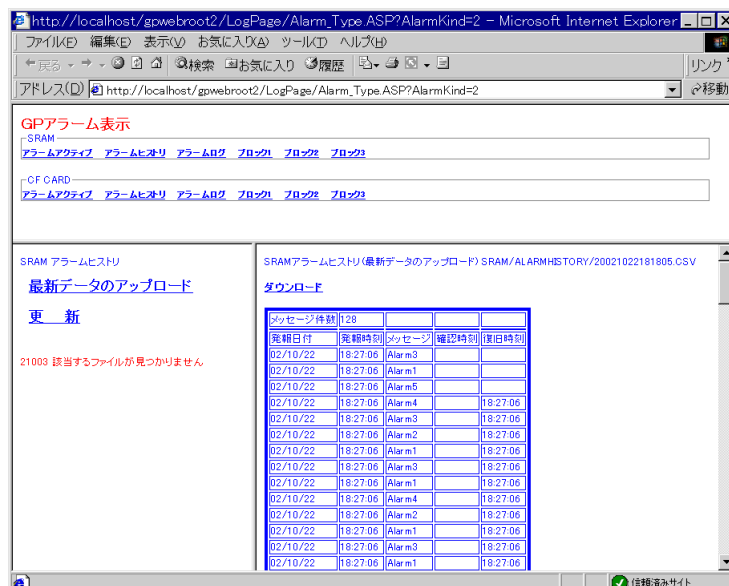 http://localhost/gpwebroot2/LogPage/Alarm_Type.ASP?AlarmKind=2 - Microsoft Internet Explorer
ファイル(F) 編集(E) 表示(V) お気に入り(A) ツール(T) ヘルプ(H)
戻る 検索 お気に入り 履歴 リンク
アドレス(D) http://localhost/gpwebroot2/LogPage/Alarm_Type.ASP?AlarmKind=2 移動
GPアラーム表示
SRAM
アラームアクティブ アラームヒストリ アラームログ ブロック1 ブロック2 ブロック3
CF CARD
アラームアクティブ アラームヒストリ アラームログ ブロック1 ブロック2 ブロック3
SRAM アラームヒストリ
最新データのアップロード
更 新
21003 該当するファイルが見つかりません
SRAMアラームヒストリ(最新データのアップロード) SRAM/ALARMHISTORY/20021022181805.CSV
ダウンロード
メッセージ件数 128
発報日付 発報時刻 メッセージ 確認時刻 復旧時刻
02/10/22 18:27:06 Alarm3
02/10/22 18:27:06 Alarm1
02/10/22 18:27:06 Alarm5
02/10/22 18:27:06 Alarm4 18:27:06
02/10/22 18:27:06 Alarm3 18:27:06
02/10/22 18:27:06 Alarm2 18:27:06
02/10/22 18:27:06 Alarm1 18:27:06
02/10/22 18:27:06 Alarm3 18:27:06
02/10/22 18:27:06 Alarm1 18:27:06
02/10/22 18:27:06 Alarm4 18:27:06
02/10/22 18:27:06 Alarm2 18:27:06
02/10/22 18:27:06 Alarm1 18:27:06
02/10/22 18:27:06 Alarm3 18:27:06
02/10/22 18:27:06 Alarm1 18:27:06
信頼済みサイト